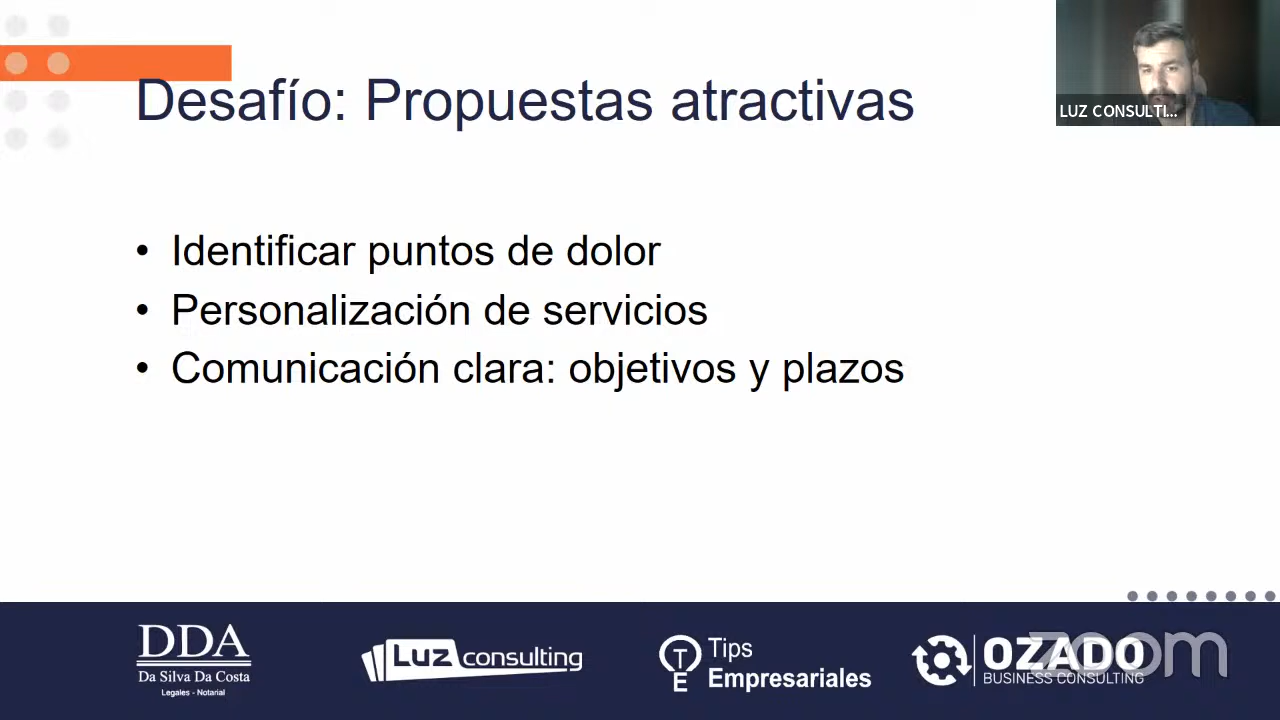 Desafío: Propuestas atractivas
LUZ CONSULTI...
• Identificar puntos de dolor
• Personalización de servicios
• Comunicación clara: objetivos y plazos
DDA
Da Silva Da Costa
Legales - Notarial
Luz consulting
TE
Tips
Empresariales
OZADO
BUSINESS CONSULTING
zoom